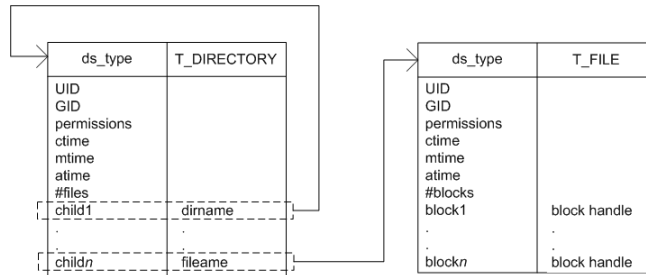 ds_type T_DIRECTORY
UID
GID
permissions
ctime
mtime
atime
#files
child1 dirname
. .
. .
childn fileame
ds_type T_FILE
UID
GID
permissions
ctime
mtime
atime
#blocks
block1 block handle
. .
. .
blockn block handle